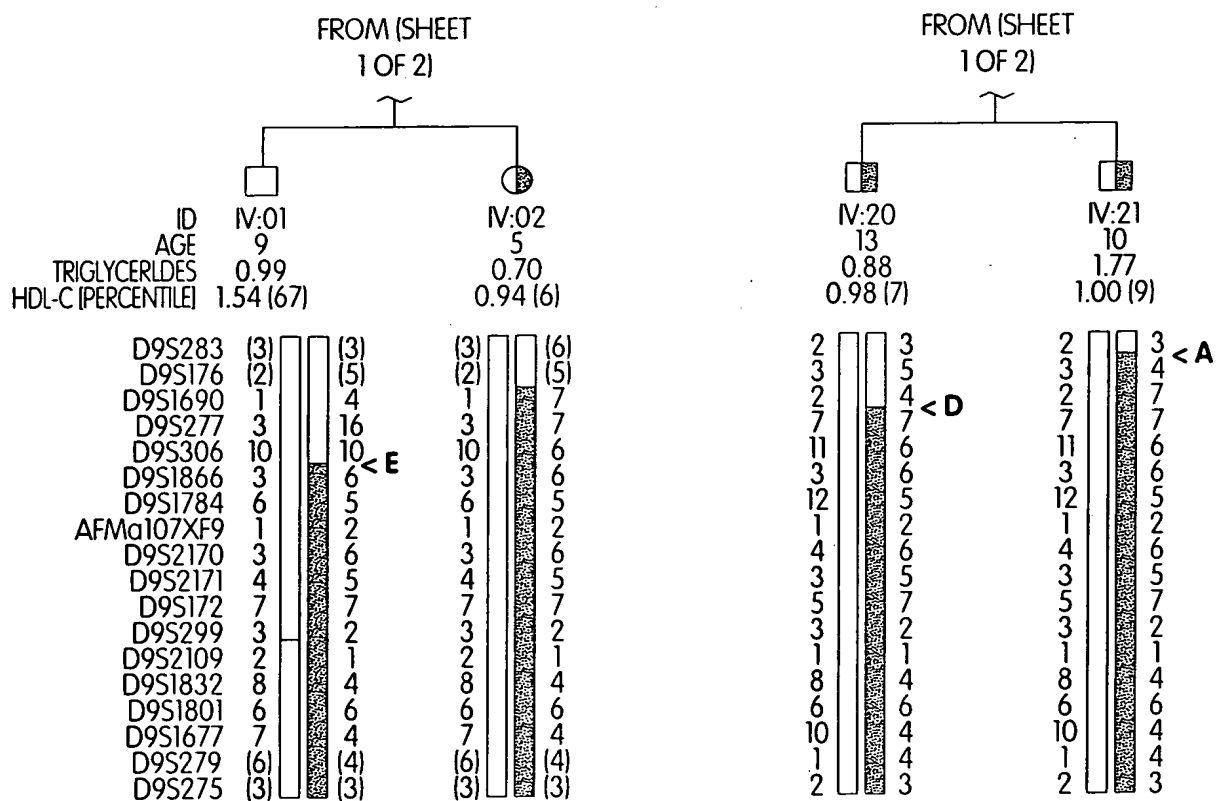 FROM (SHEET
1 OF 2)
FROM (SHEET
1 OF 2)
ID IV:01 IV:02 IV:20 IV:21
AGE 9 5 13 10
TRIGLYCERLDES 0.99 0.70 0.88 1.77
HDL-C [PERCENTILE] 1.54 (67) 0.94 (6) 0.98 (7) 1.00 (9)
D9S283 (3) (3) (3) (6) 2 3 2 3
< A
D9S176 (2) (5) (2) (5) 3 5 3 4
D9S1690 1 4 1 7 2 4 2 7
< D
D9S277 3 16 3 7 7 7 7 7
D9S306 10 10 10 6 11 6 11 6
< E
D9S1866 3 6 3 6 3 6 3 6
D9S1784 6 5 6 5 12 5 12 5
AFMa107XF9 1 2 1 2 1 2 1 2
D9S2170 3 6 3 6 4 6 4 6
D9S2171 4 5 4 5 3 5 3 5
D9S172 7 7 7 7 5 7 5 7
D9S299 3 2 3 2 3 2 3 2
D9S2109 2 1 2 1 1 1 1 1
D9S1832 8 4 8 4 8 4 8 4
D9S1801 6 6 6 6 6 6 6 6
D9S1677 7 4 7 4 10 4 10 4
D9S279 (6) (4) (6) (4) 1 4 1 4
D9S275 (3) (3) (3) (3) 2 3 2 3